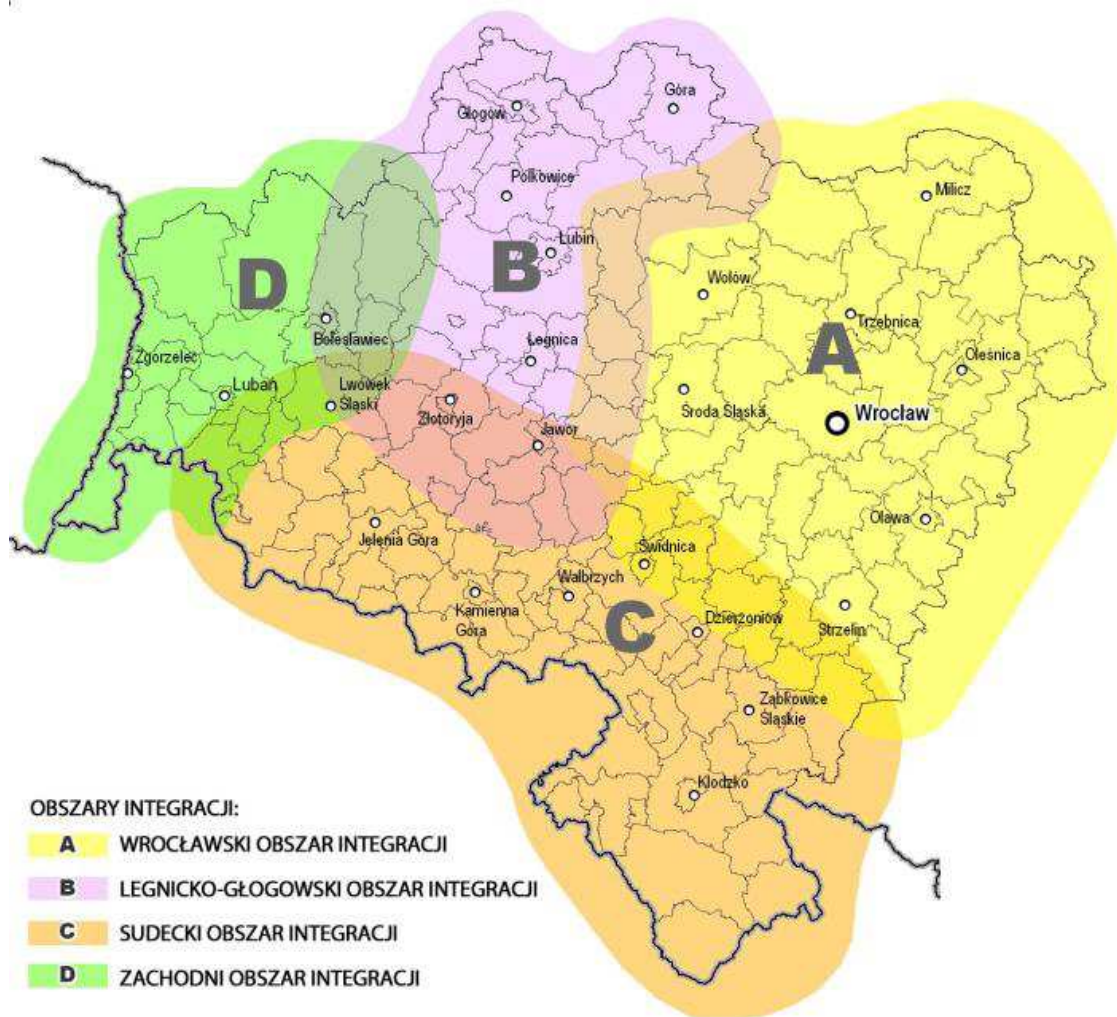 Góra
Głogów
Polkowice
Milicz
Lubin
B
D
Wołów
Trzebnica
Bolesławiec
A
Legnica
Oleśnica
Zgorzelec
Lubań
Lwówek
Śląski
Złotoryja
Środa Śląska
Wrocław
Jawor
Jelenia Góra
Oława
Świdnica
Wałbrzych
Kamienna
Góra
C
Dzierżoniów
Strzelin
Ząbkowice
Śląskie
Kłodzko
OBSZARY INTEGRACJI:
A WROCŁAWSKI OBSZAR INTEGRACJI
B LEGNICKO-GŁOGOWSKI OBSZAR INTEGRACJI
C SUDECKI OBSZAR INTEGRACJI
D ZACHODNI OBSZAR INTEGRACJI